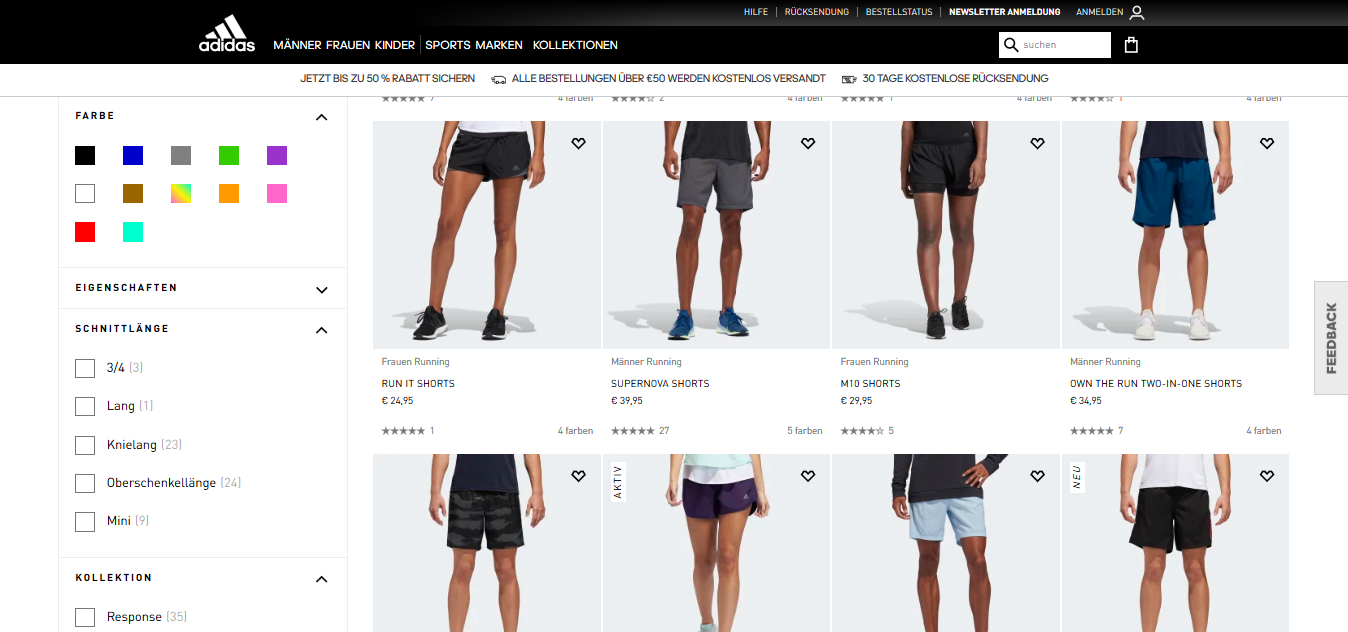 HILFE RÜCKSENDUNG BESTELLSTATUS NEWSLETTER ANMELDUNG ANMELDEN
adidas
MÄNNER FRAUEN KINDER SPORTS MARKEN KOLLEKTIONEN
suchen
JETZT BIS ZU 50 % RABATT SICHERN ALLE BESTELLUNGEN ÜBER €50 WERDEN KOSTENLOS VERSANDT 30 TAGE KOSTENLOSE RÜCKSENDUNG
FARBE
EIGENSCHAFTEN
SCHNITTLÄNGE
3/4 (3)
Lang (1)
Knielang (23)
Oberschenkellänge (24)
Mini (9)
KOLLEKTION
Response (35)
7 4 farben 2 4 farben 1 4 farben 1 4 farben
Frauen Running
RUN IT SHORTS
€ 24,95
1 4 farben
Männer Running
SUPERNOVA SHORTS
€ 39,95
27 5 farben
Frauen Running
M10 SHORTS
€ 29,95
5
Männer Running
OWN THE RUN TWO-IN-ONE SHORTS
€ 34,95
7 4 farben
AKTIV
NEU
FEEDBACK